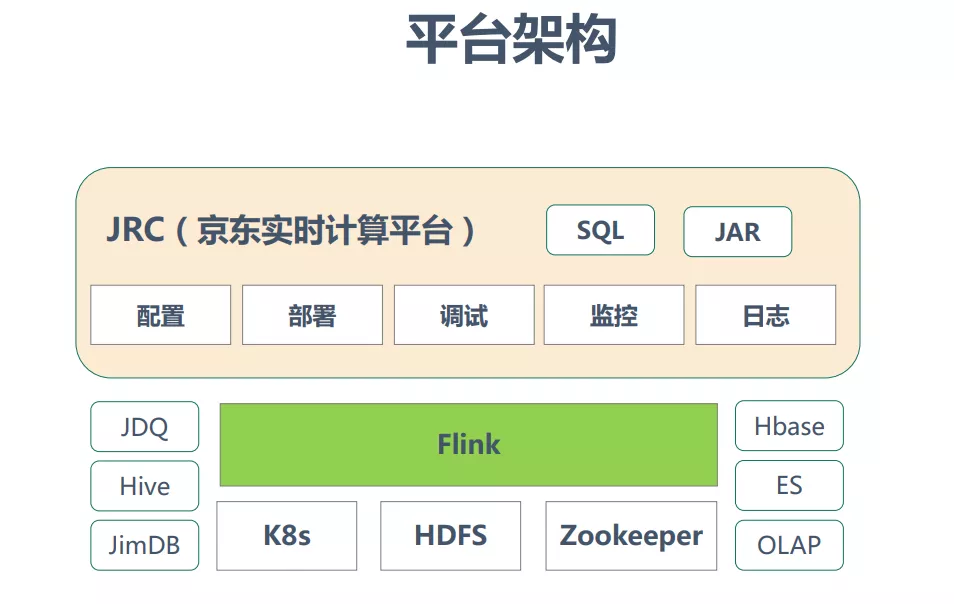 平台架构
JRC（京东实时计算平台）
SQL
JAR
配置
部署
调试
监控
日志
JDQ
Hive
JimDB
Flink
K8s
HDFS
Zookeeper
Hbase
ES
OLAP